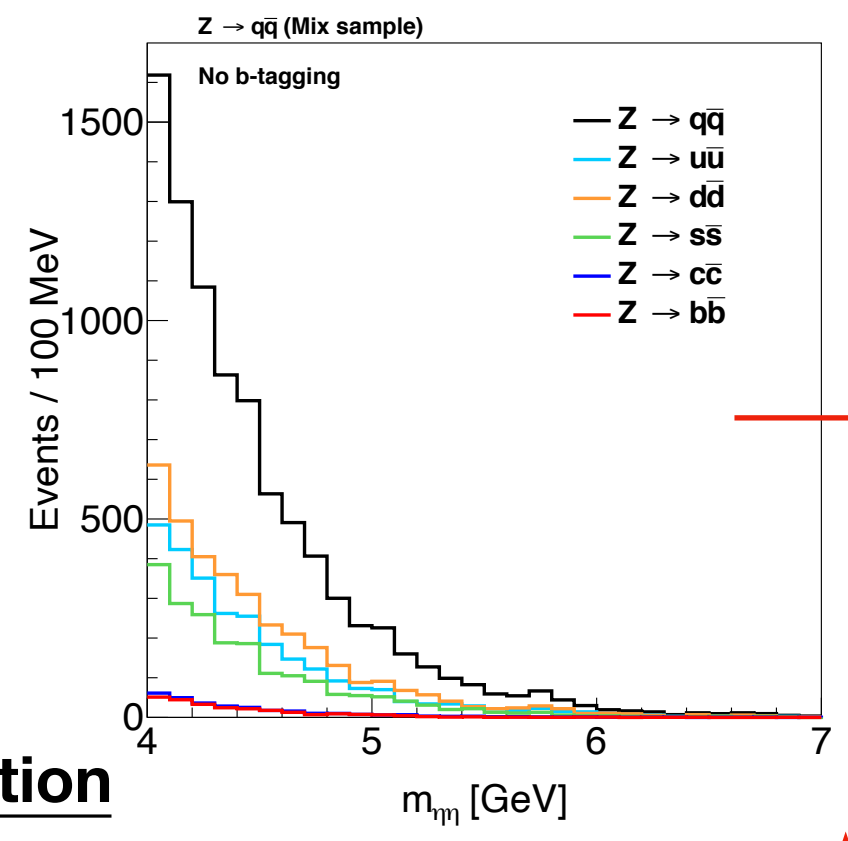 Z → qq̅ (Mix sample)
No b-tagging
Z → qq̅
Z → uu̅
Z → dd̅
Z → ss̅
Z → cc̅
Z → bb̅
Events / 100 MeV
1500
1000
500
0
4 5 6 7
m_ηη [GeV]
tion